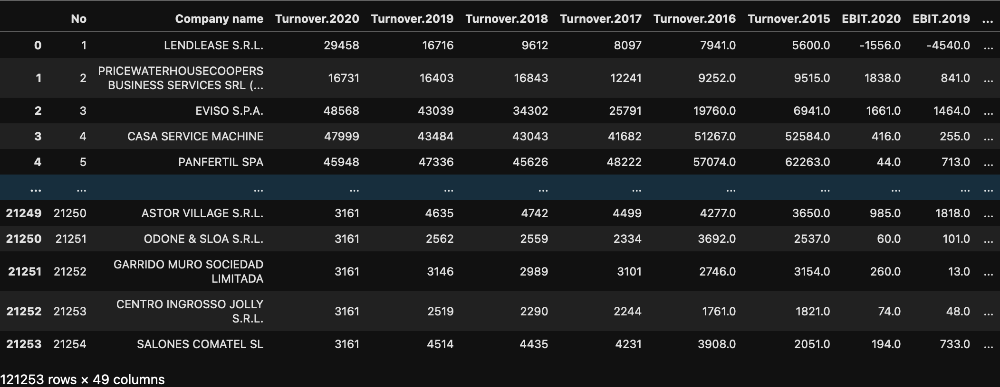 No Company name Turnover.2020 Turnover.2019 Turnover.2018 Turnover.2017 Turnover.2016 Turnover.2015 EBIT.2020 EBIT.2019 ...
0 1 LENDLEASE S.R.L. 29458 16716 9612 8097 7941.0 5600.0 -1556.0 -4540.0 ...
PRICEWATERHOUSECOOPERS
1 2 BUSINESS SERVICES SRL (... 16731 16403 16843 12241 9252.0 9515.0 1838.0 841.0 ...
2 3 EVISO S.P.A. 48568 43039 34302 25791 19760.0 6941.0 1661.0 1464.0 ...
3 4 CASA SERVICE MACHINE 47999 43484 43043 41682 51267.0 52584.0 416.0 255.0 ...
4 5 PANFERTIL SPA 45948 47336 45626 48222 57074.0 62263.0 44.0 713.0 ...
... ... ... ... ... ... ... ... ... ... ... ...
21249 21250 ASTOR VILLAGE S.R.L. 3161 4635 4742 4499 4277.0 3650.0 985.0 1818.0 ...
21250 21251 ODONE & SLOA S.R.L. 3161 2562 2559 2334 3692.0 2537.0 60.0 101.0 ...
GARRIDO MURO SOCIEDAD
21251 21252 LIMITADA 3161 3146 2989 3101 2746.0 3154.0 260.0 13.0 ...
CENTRO INGROSSO JOLLY
21252 21253 S.R.L. 3161 2519 2290 2244 1761.0 1821.0 74.0 48.0 ...
21253 21254 SALONES COMATEL SL 3161 4514 4435 4231 3908.0 2051.0 194.0 733.0 ...
121253 rows × 49 columns